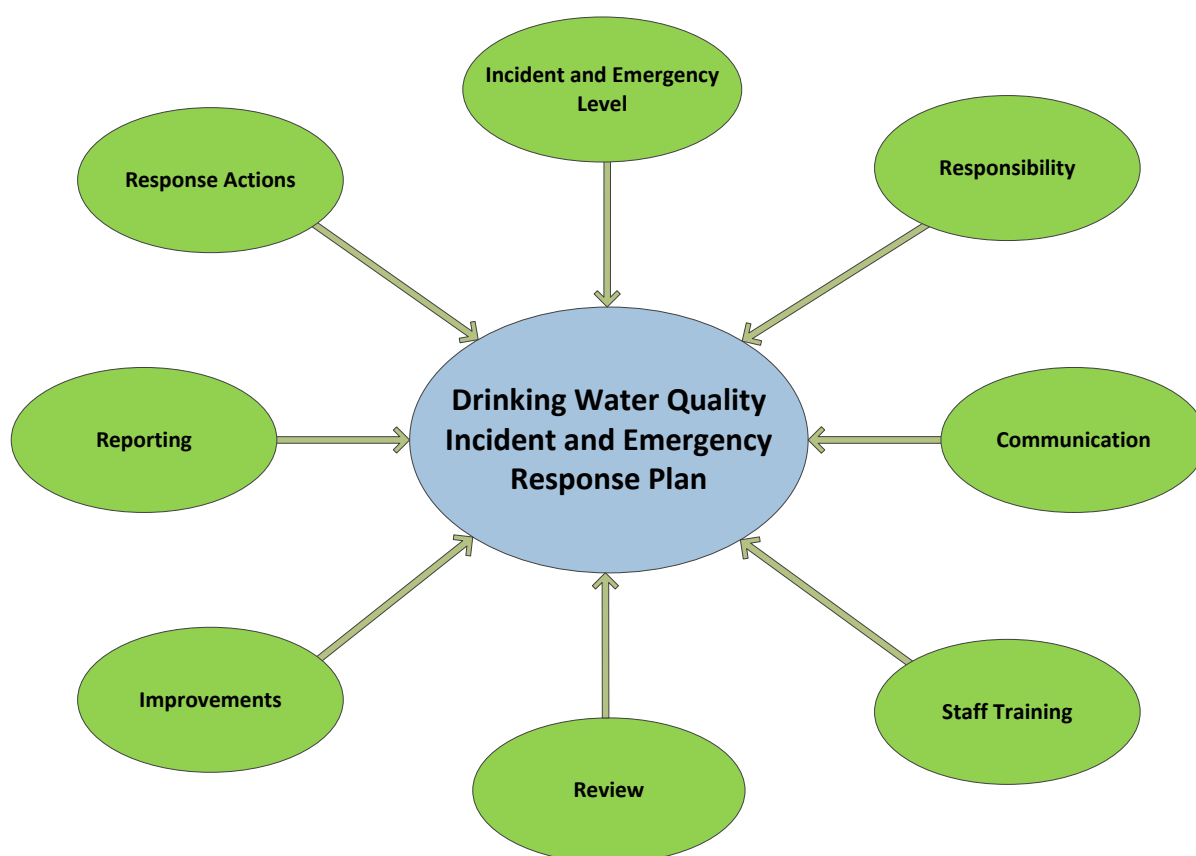 Incident and Emergency
Level
Response Actions
Responsibility
Drinking Water Quality
Incident and Emergency
Response Plan
Reporting
Communication
Improvements
Staff Training
Review